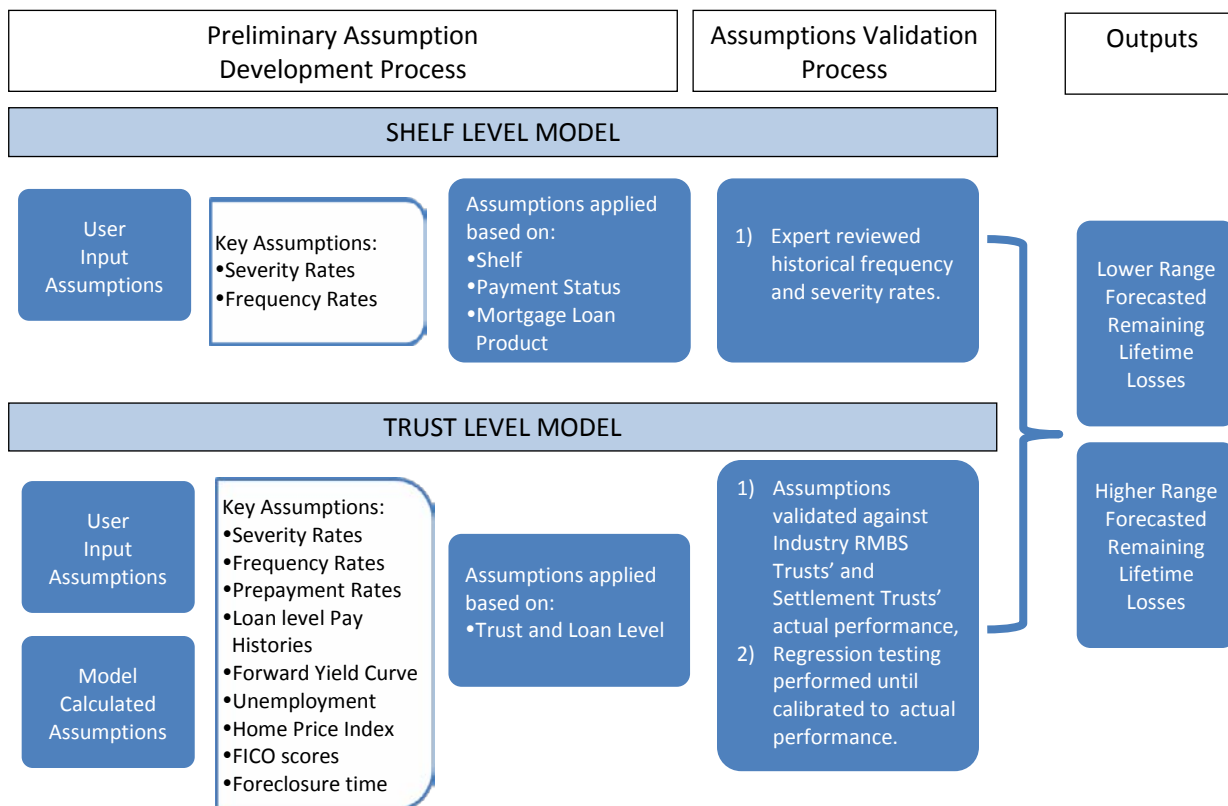 Preliminary Assumption
Development Process
Assumptions Validation
Process
Outputs
SHELF LEVEL MODEL
User
Input
Assumptions
Key Assumptions:
•Severity Rates
•Frequency Rates
Assumptions applied
based on:
•Shelf
•Payment Status
•Mortgage Loan
Product
1) Expert reviewed
historical frequency
and severity rates.
Lower Range
Forecasted
Remaining
Lifetime
Losses
TRUST LEVEL MODEL
User
Input
Assumptions
Model
Calculated
Assumptions
Key Assumptions:
•Severity Rates
•Frequency Rates
•Prepayment Rates
•Loan level Pay
Histories
•Forward Yield Curve
•Unemployment
•Home Price Index
•FICO scores
•Foreclosure time
Assumptions applied
based on:
•Trust and Loan Level
1) Assumptions
validated against
Industry RMBS
Trusts’ and
Settlement Trusts’
actual performance,
2) Regression testing
performed until
calibrated to actual
performance.
Higher Range
Forecasted
Remaining
Lifetime
Losses